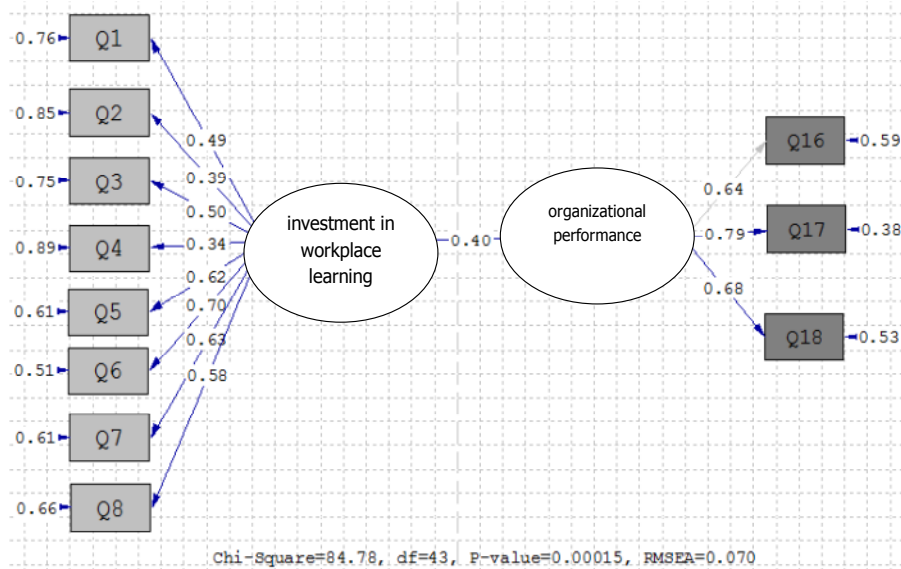 0.76 Q1
0.85 Q2
0.75 Q3
0.89 Q4
0.61 Q5
0.51 Q6
0.61 Q7
0.66 Q8
0.49
0.39
0.50
0.34
0.62
0.70
0.63
0.58
investment in
workplace
learning
0.40
organizational
performance
0.64
0.79
0.68
Q16 0.59
Q17 0.38
Q18 0.53
Chi-Square=84.78, df=43, P-value=0.00015, RMSEA=0.070